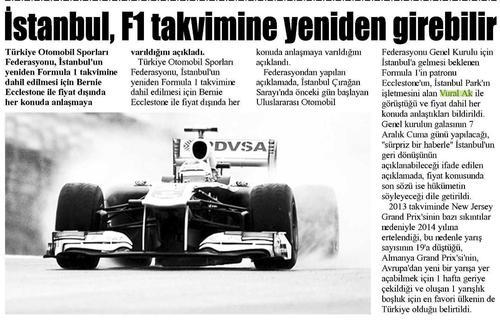 İstanbul, F1 takvimine yeniden girebilir
Türkiye Otomobil Sporları
Federasyonu, İstanbul'un
yeniden Formula 1 takvimine
dahil edilmesi için Bernie
Ecclestone ile fiyat dışında
her konuda anlaşmaya
varıldığını açıkladı.
Türkiye Otomobil Sporları
Federasyonu, İstanbul'un
yeniden Formula 1 takvimine
dahil edilmesi için Bernie
Ecclestone ile fiyat dışında her
konuda anlaşmaya varıldığını
açıklandı.
Federasyondan yapılan
açıklamada, İstanbul Çırağan
Sarayı'nda önceki gün başlayan
Uluslararası Otomobil
Federasyonu Genel Kurulu için
İstanbul'a gelmesi beklenen
Formula 1'in patronu
Ecclestone'un, İstanbul Park'ın
işletmesini alan Vural Ak ile
görüştüğü ve fiyat dahil her
konuda anlaştıkları bildirildi.
Genel kurulun galasının 7
Aralık Cuma günü yapılacağı,
"sürpriz bir haberle" İstanbul'un
geri dönüşünün
açıklanabileceği ifade edilen
açıklamada, fiyat konusunda
son sözü ise hükümetin
söyleyeceği dile getirildi.
2013 takviminde New Jersey
Grand Prix'sinin bazı sıkıntılar
nedeniyle 2014 yılına
ertelendiği, bu nedenle yarış
sayısının 19'a düştüğü,
Almanya Grand Prix'si'nin,
Avrupa'dan yeni bir yarışa yer
açabilmek için 1 hafta geriye
çekildiği ve oluşan 1 yarışlık
boşluk için en favori ülkenin de
Türkiye olduğu belirtildi.